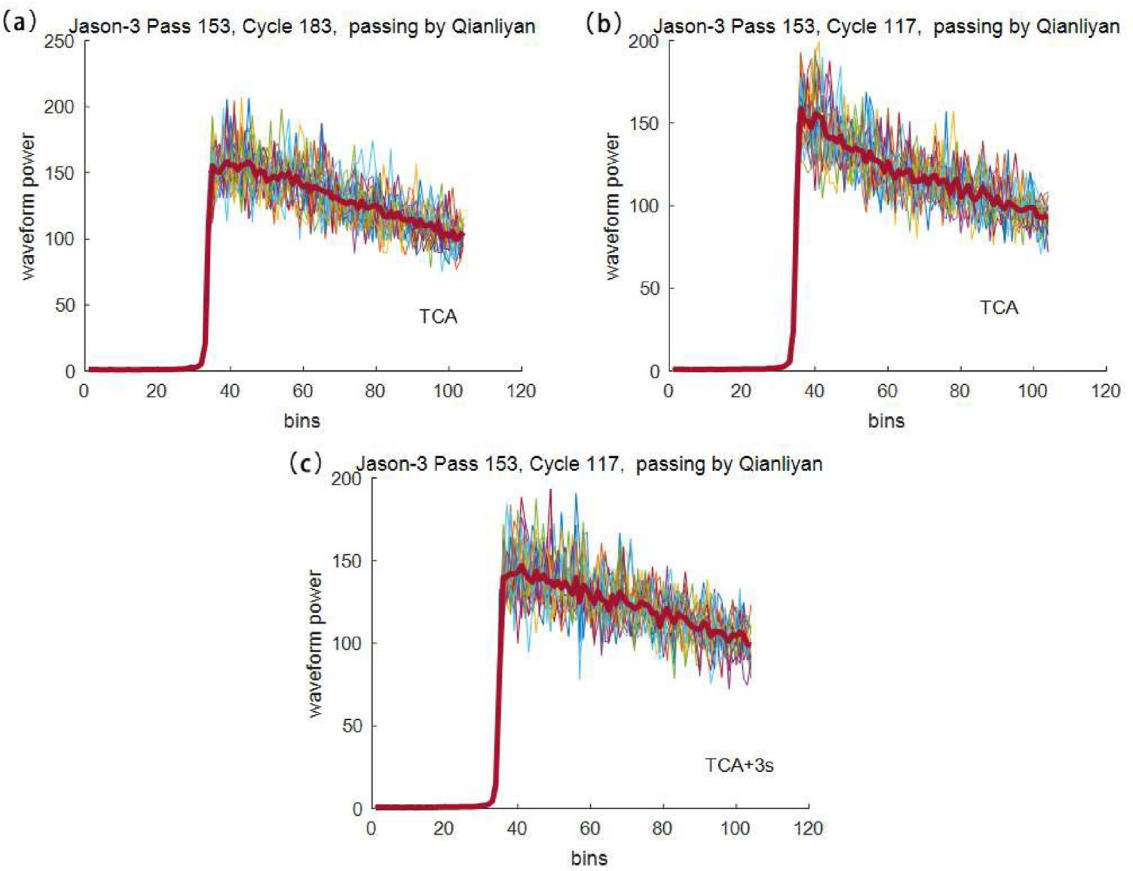 (a)
Jason-3 Pass 153, Cycle 183,  passing by Qianliyan
250
200
150
100
50
0
waveform power
TCA
0 20 40 60 80 100 120
bins
(b)
Jason-3 Pass 153, Cycle 117,  passing by Qianliyan
200
150
100
50
0
waveform power
TCA
0 20 40 60 80 100 120
bins
(c)
Jason-3 Pass 153, Cycle 117,  passing by Qianliyan
200
150
100
50
0
waveform power
TCA+3s
0 20 40 60 80 100 120
bins